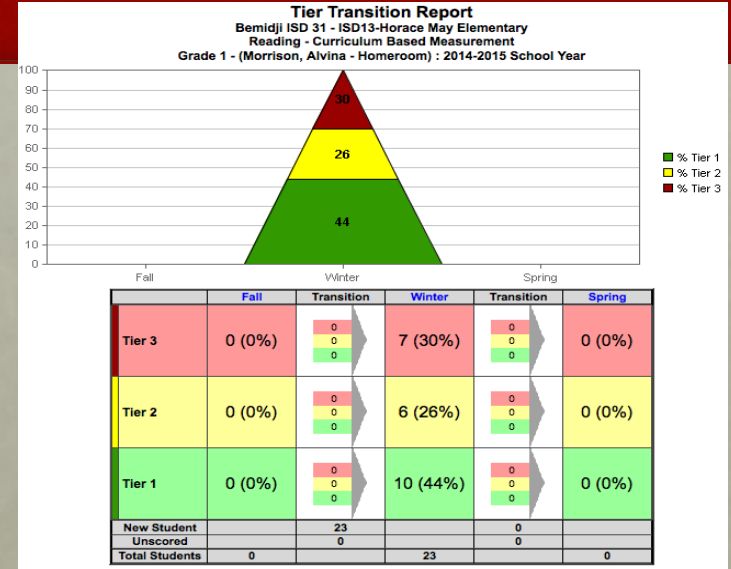 Tier Transition Report
Bemidji ISD 31 - ISD13-Horace May Elementary
Reading - Curriculum Based Measurement
Grade 1 - (Morrison, Alvina - Homeroom) : 2014-2015 School Year
100
90
80
70
60
50
40
30
20
10
0
30
26
44
% Tier 1
% Tier 2
% Tier 3
Fall Winter Spring
Fall Transition Winter Transition Spring
Tier 3 0 (0%) 0 0 0 7 (30%) 0 0 0 0 (0%)
Tier 2 0 (0%) 0 0 0 6 (26%) 0 0 0 0 (0%)
Tier 1 0 (0%) 0 0 0 10 (44%) 0 0 0 0 (0%)
New Student 23 0
Unscored 0 0
Total Students 0 23 0